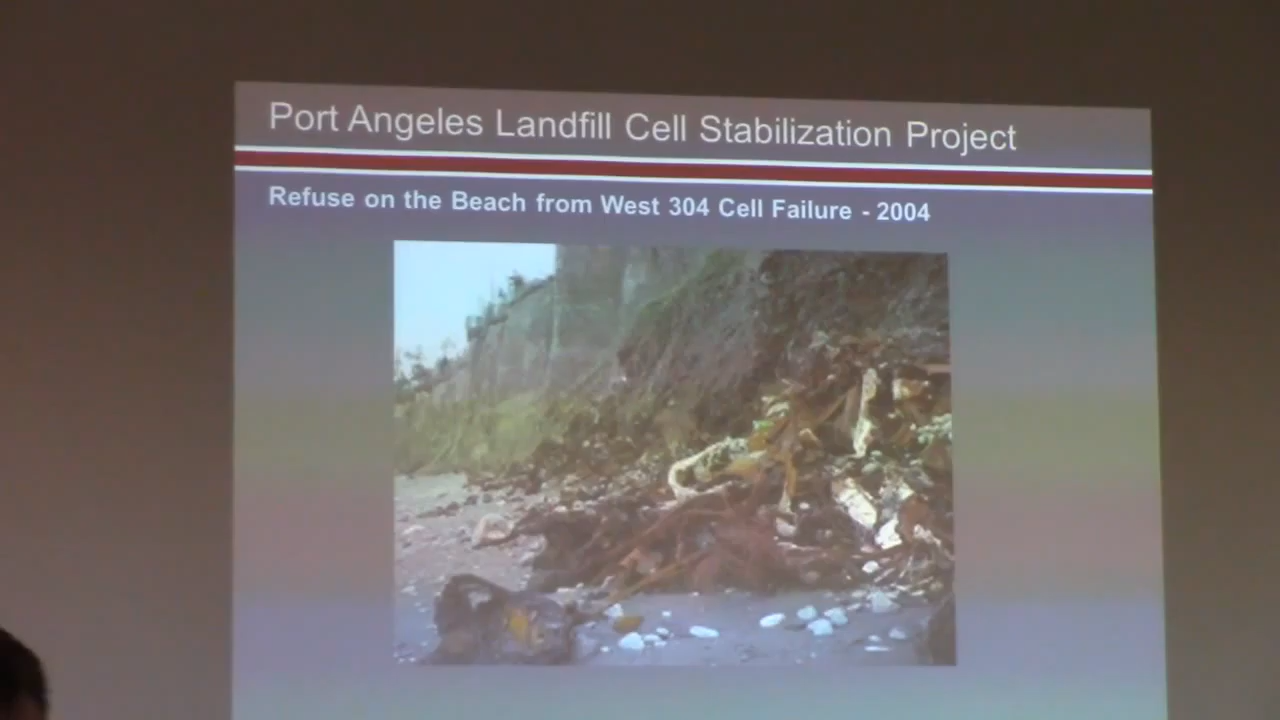 Port Angeles Landfill Cell Stabilization Project
Refuse on the Beach from West 304 Cell Failure - 2004